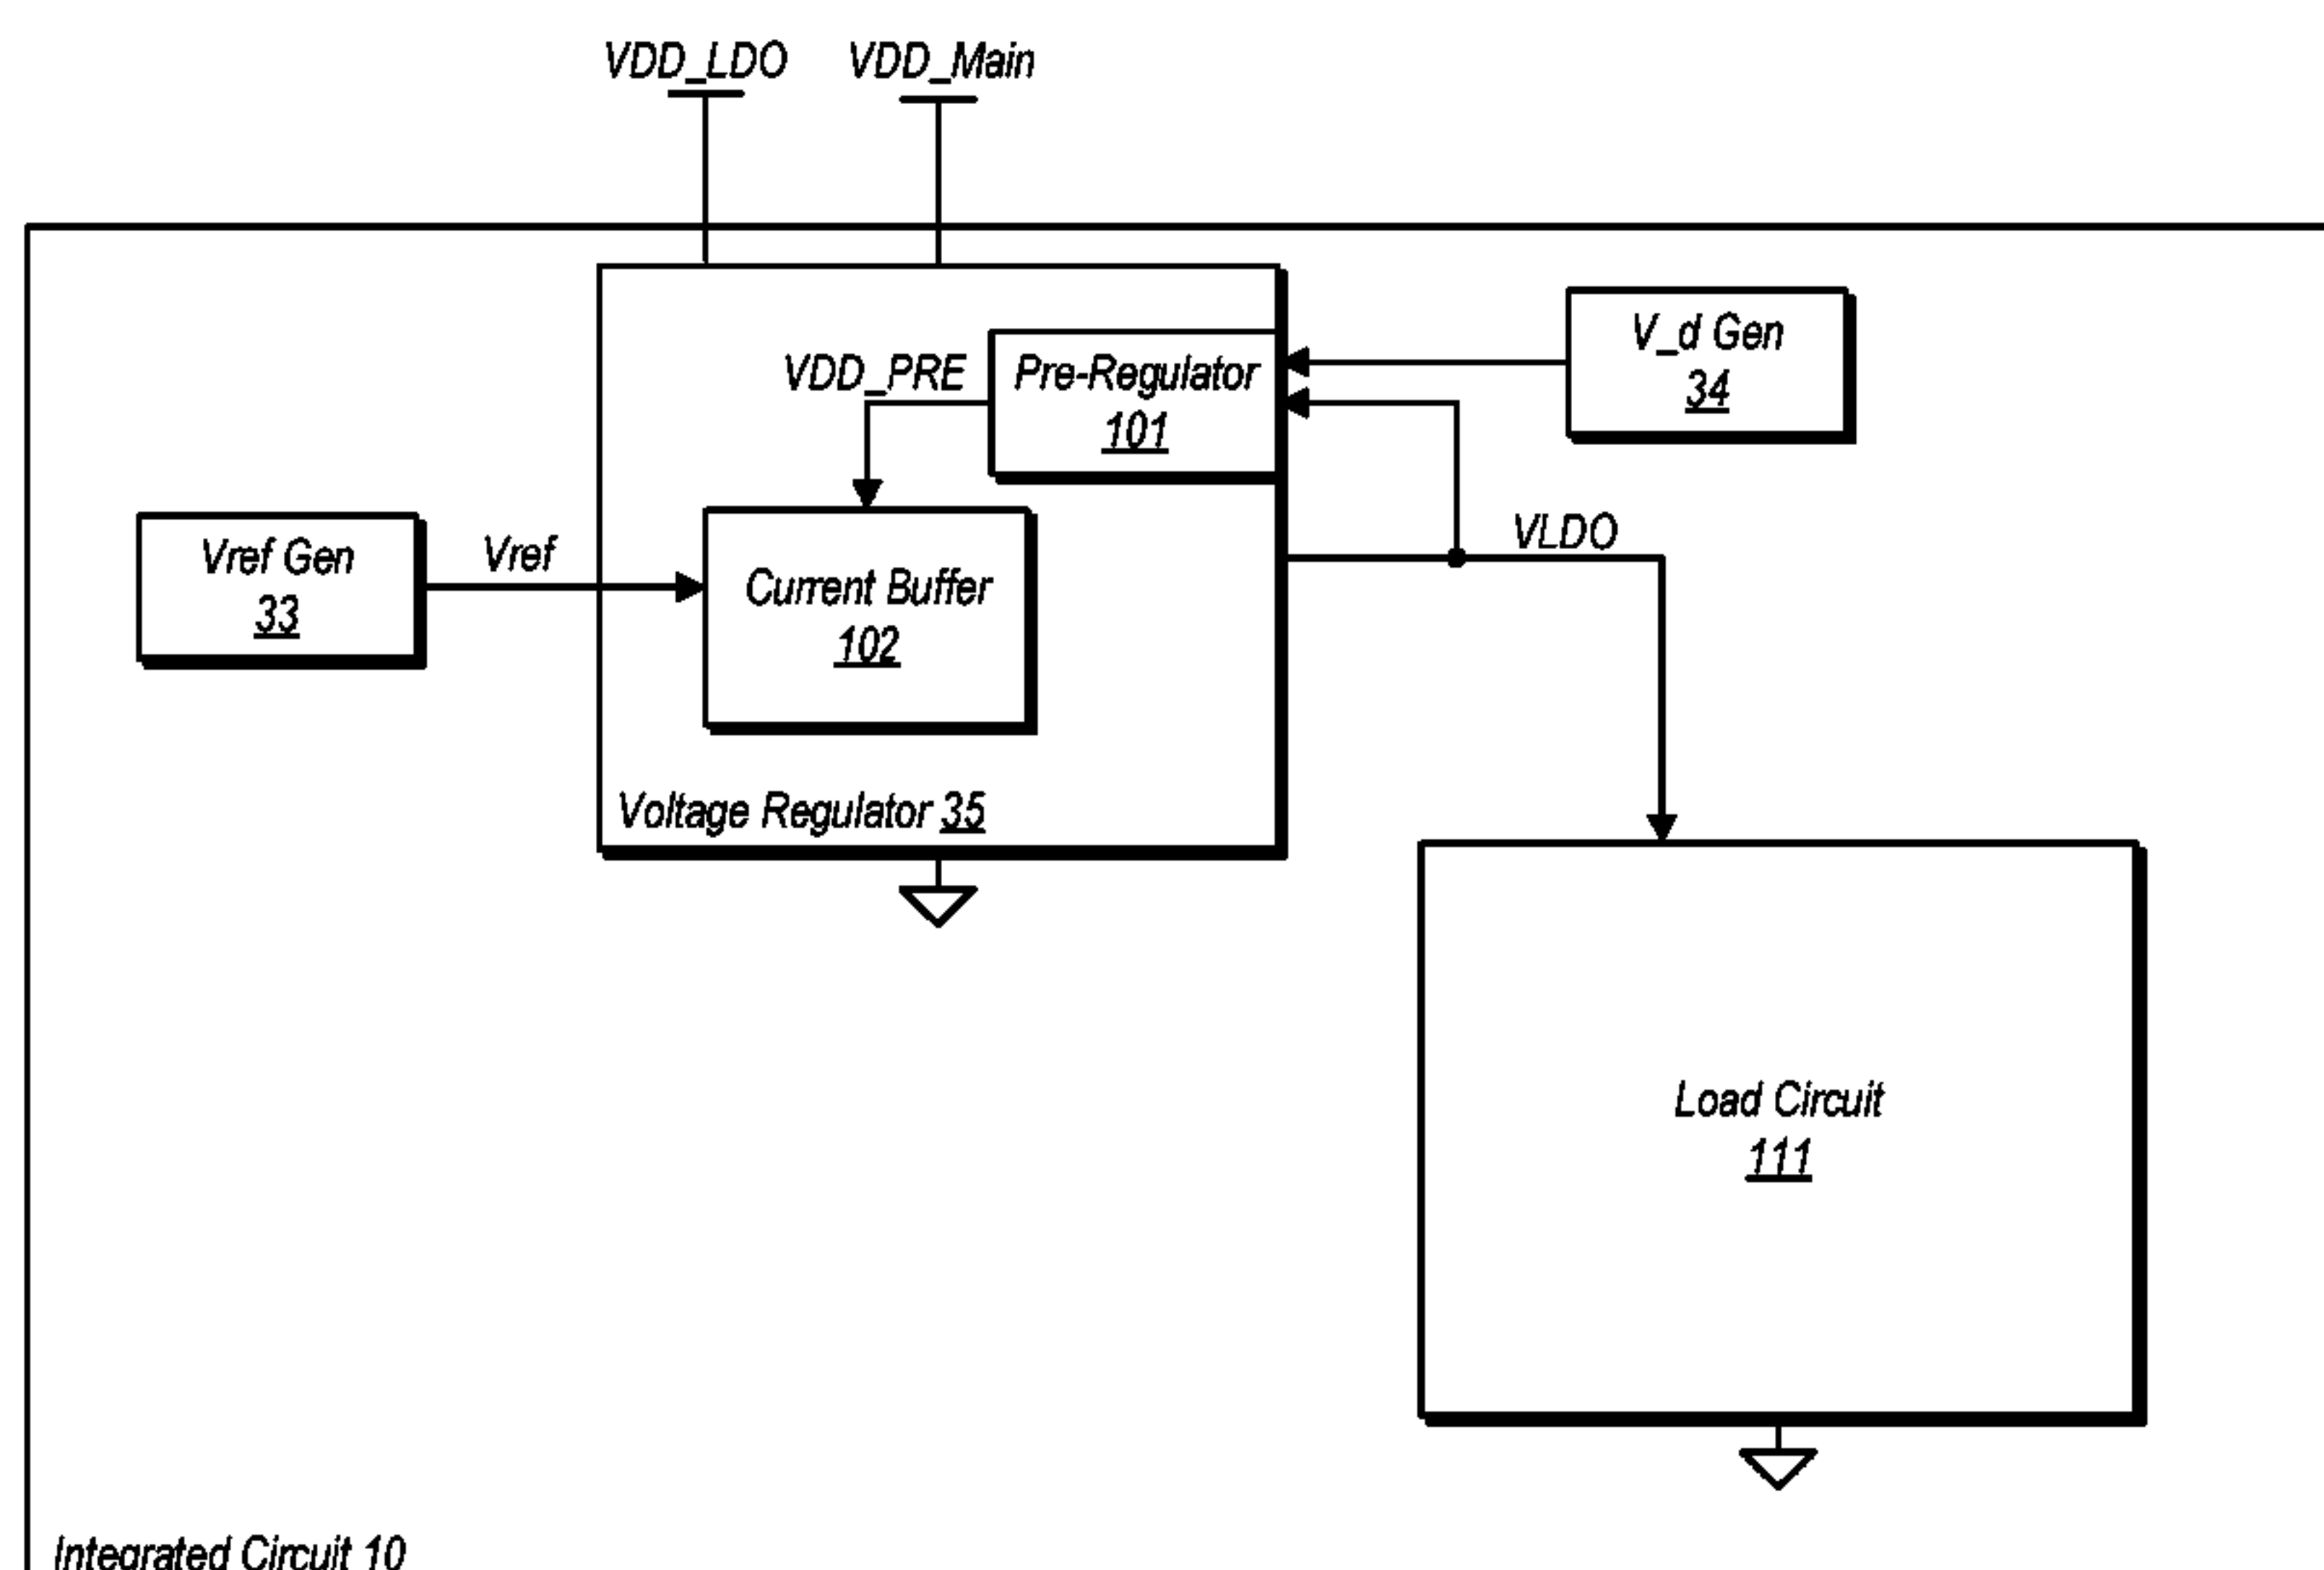 VDD_LDO
VDD_Main
V_d Gen
34
VDD_PRE
Pre-Regulator
101
Vref Gen
33
Vref
Current Buffer
102
VLDO
Voltage Regulator 35
Load Circuit
111
Integrated Circuit 10